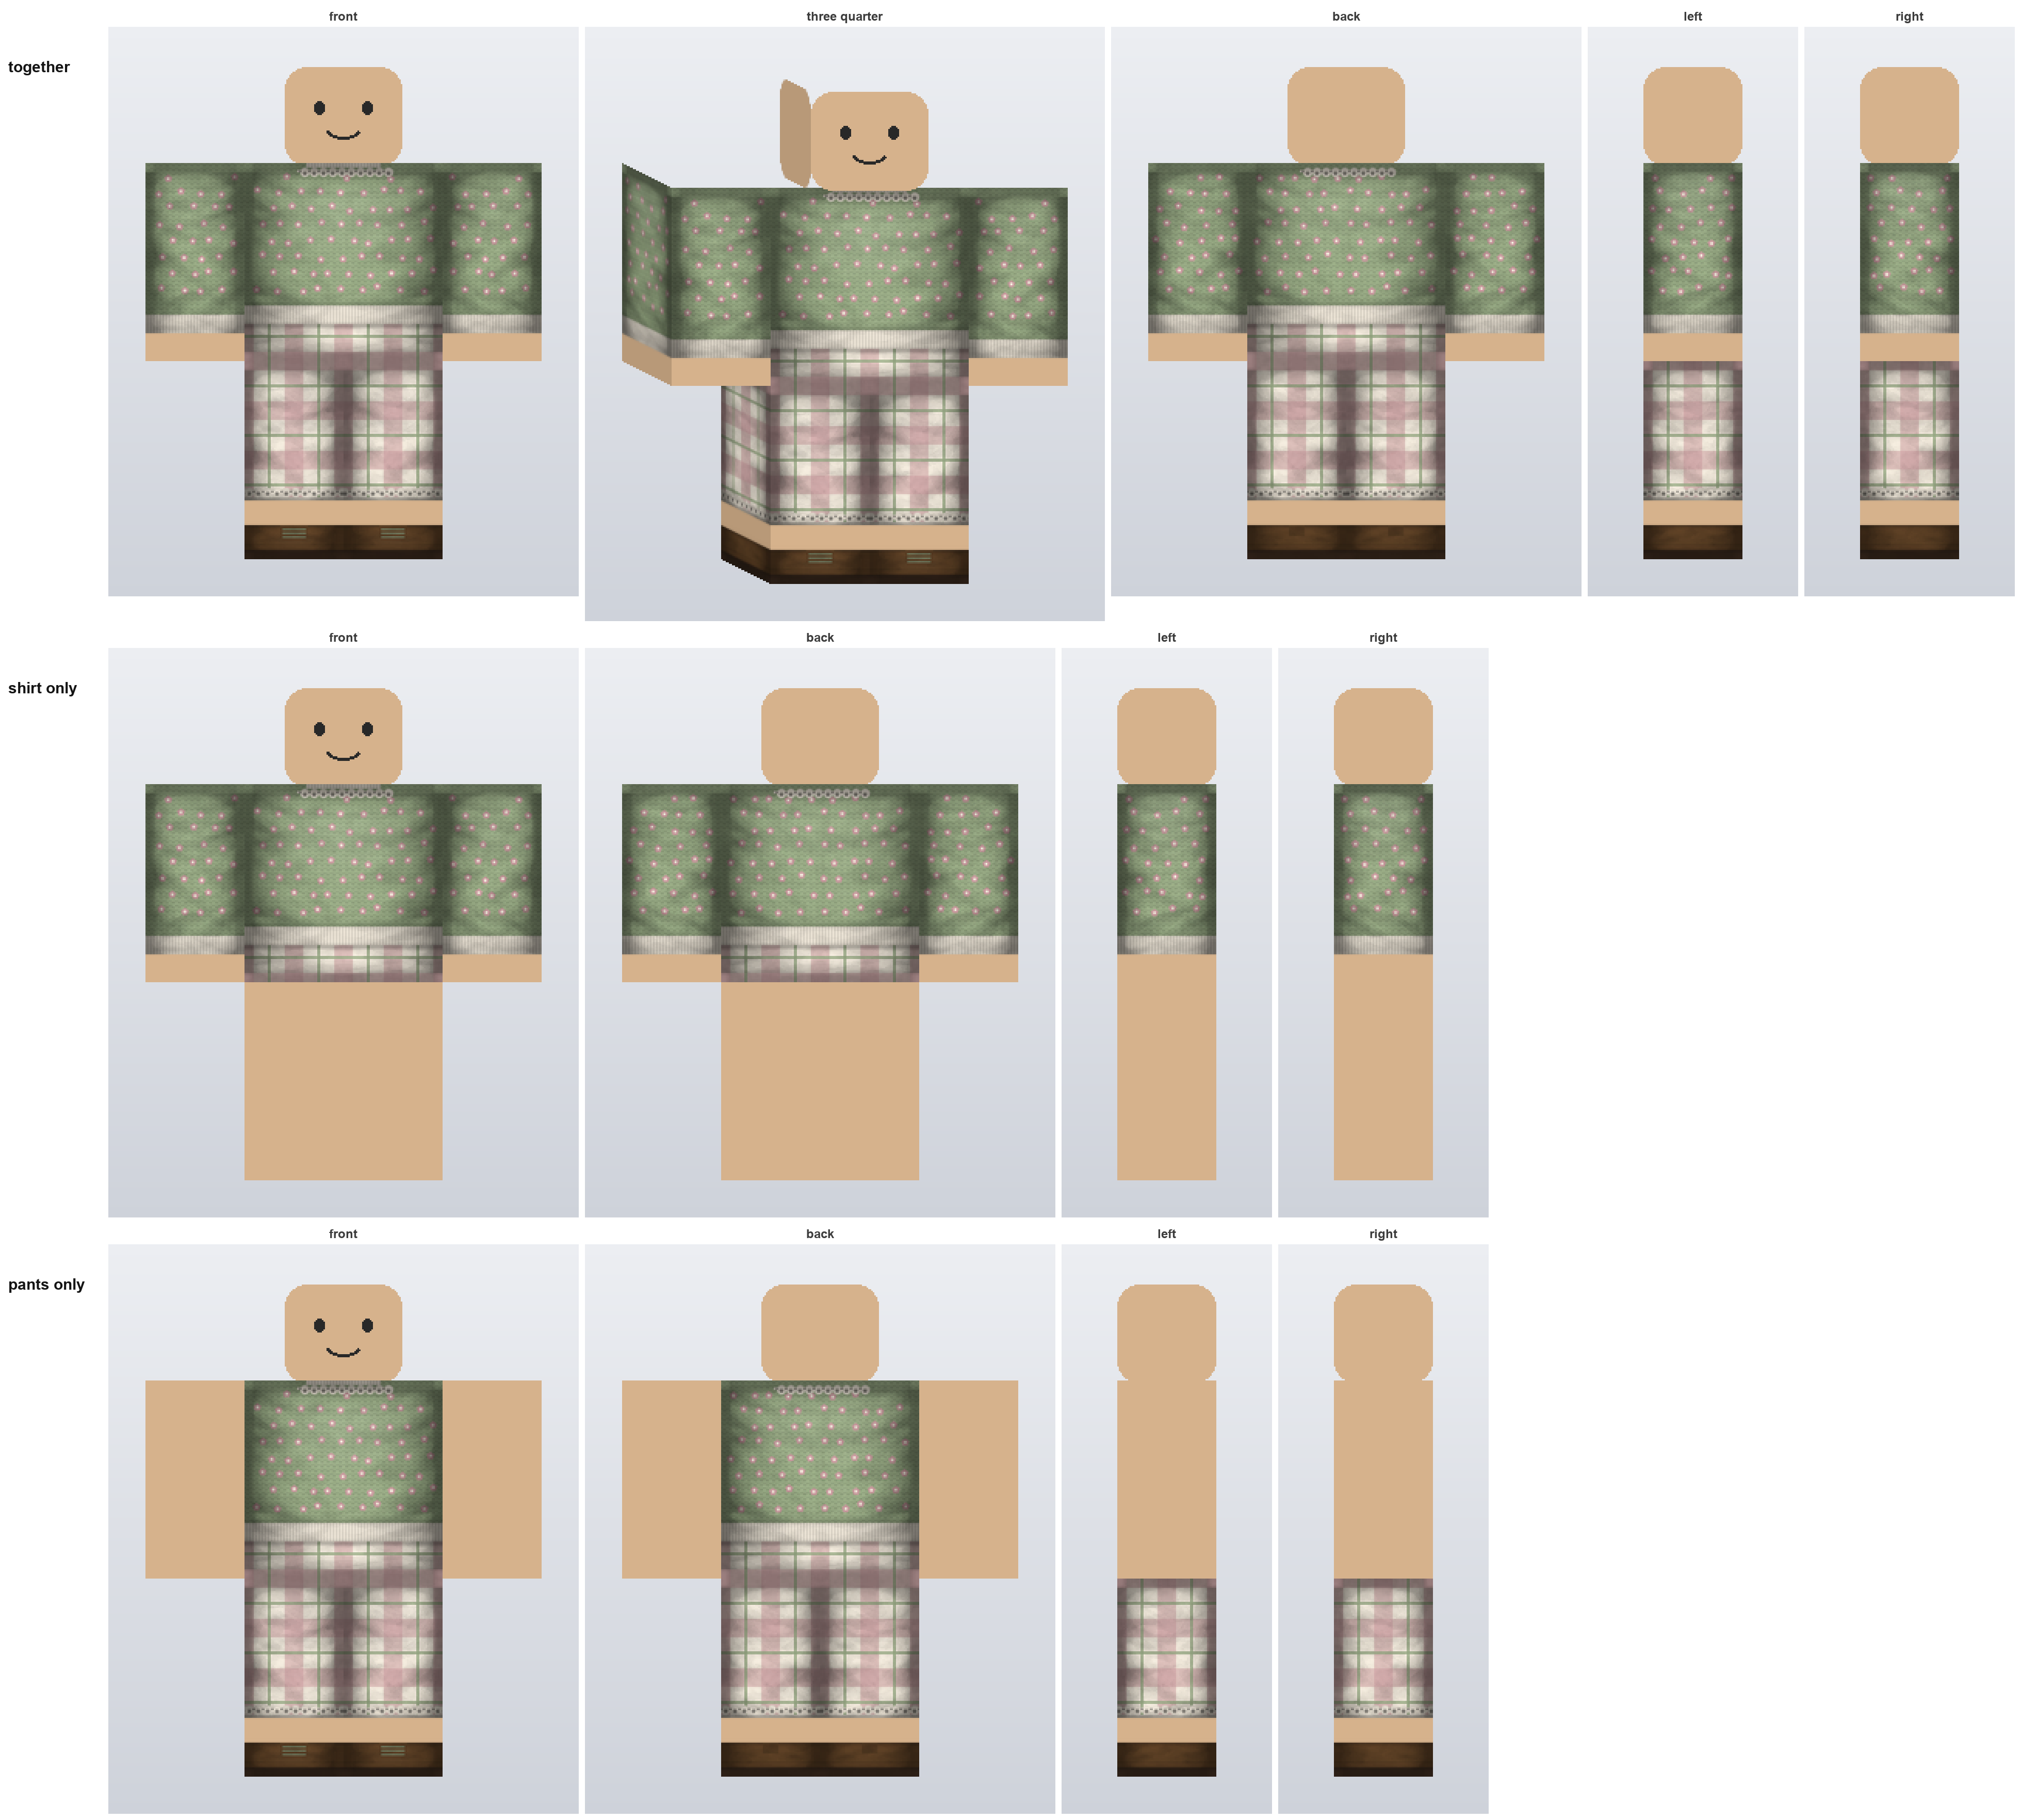 front
three quarter
back
left
right
together
front
back
left
right
shirt only
front
back
left
right
pants only